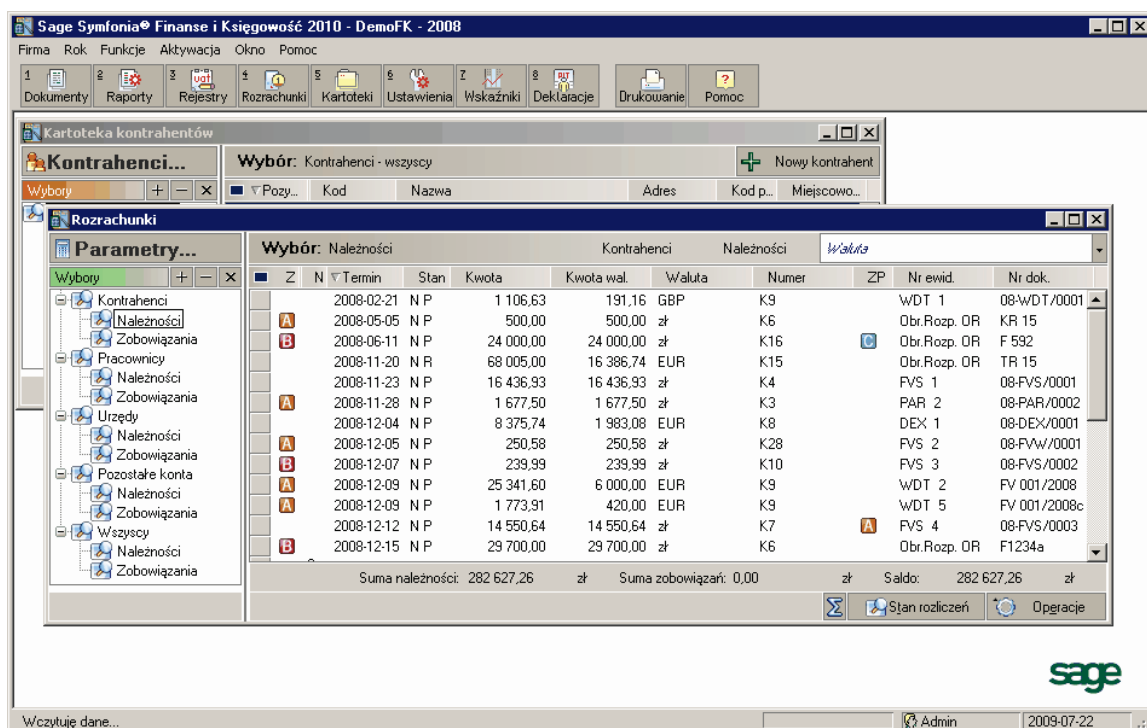 Sage Symfonia® Finanse i Księgowość 2010 - DemoFK - 2008
Firma Rok Funkcje Aktywacja Okno Pomoc
1 2 3 4 5 6 7 8
Dokumenty Raporty Rejestry Rozrachunki Kartoteki Ustawienia Wskaźniki Deklaracje Drukowanie Pomoc
Kartoteka kontrahentów
Kontrahenci... Wybór: Kontrahenci - wszyscy Nowy kontrahent
Wybory Pozy... Kod Nazwa Adres Kod p... Miejscowo...
Rozrachunki
Parametry... Wybór: Należności Kontrahenci Należności Waluta
Wybory Z N Termin Stan Kwota Kwota wal. Waluta Numer ZP Nr ewid. Nr dok.
Kontrahenci
Należności
Zobowiązania
Pracownicy
Należności
Zobowiązania
Urzędy
Należności
Zobowiązania
Pozostałe konta
Należności
Zobowiązania
Wszyscy
Należności
Zobowiązania
2008-02-21 N P 1 106,63 191,16 GBP K9 WDT 1 08-WDT/0001
A 2008-05-05 N P 500,00 500,00 zł K6 Obr.Rozp. OR KR 15
B 2008-06-11 N P 24 000,00 24 000,00 zł K16 C Obr.Rozp. OR F 592
2008-11-20 N R 68 005,00 16 386,74 EUR K15 Obr.Rozp. OR TR 15
2008-11-23 N P 16 436,93 16 436,93 zł K4 FVS 1 08-FVS/0001
A 2008-11-28 N P 1 677,50 1 677,50 zł K3 PAR 2 08-PAR/0002
2008-12-04 N P 8 375,74 1 983,08 EUR K8 DEX 1 08-DEX/0001
A 2008-12-05 N P 250,58 250,58 zł K28 FVS 2 08-FVW/0001
B 2008-12-07 N P 239,99 239,99 zł K10 FVS 3 08-FVS/0002
A 2008-12-09 N P 25 341,60 6 000,00 EUR K9 WDT 2 FV 001/2008
A 2008-12-09 N P 1 773,91 420,00 EUR K9 WDT 5 FV 001/2008c
2008-12-12 N P 14 550,64 14 550,64 zł K7 A FVS 4 08-FVS/0003
B 2008-12-15 N P 29 700,00 29 700,00 zł K6 Obr.Rozp. OR F1234a
Suma należności: 282 627,26 zł Suma zobowiązań: 0,00 zł Saldo: 282 627,26 zł
Σ Stan rozliczeń Operacje
sage
Wczytuję dane... Admin 2009-07-22